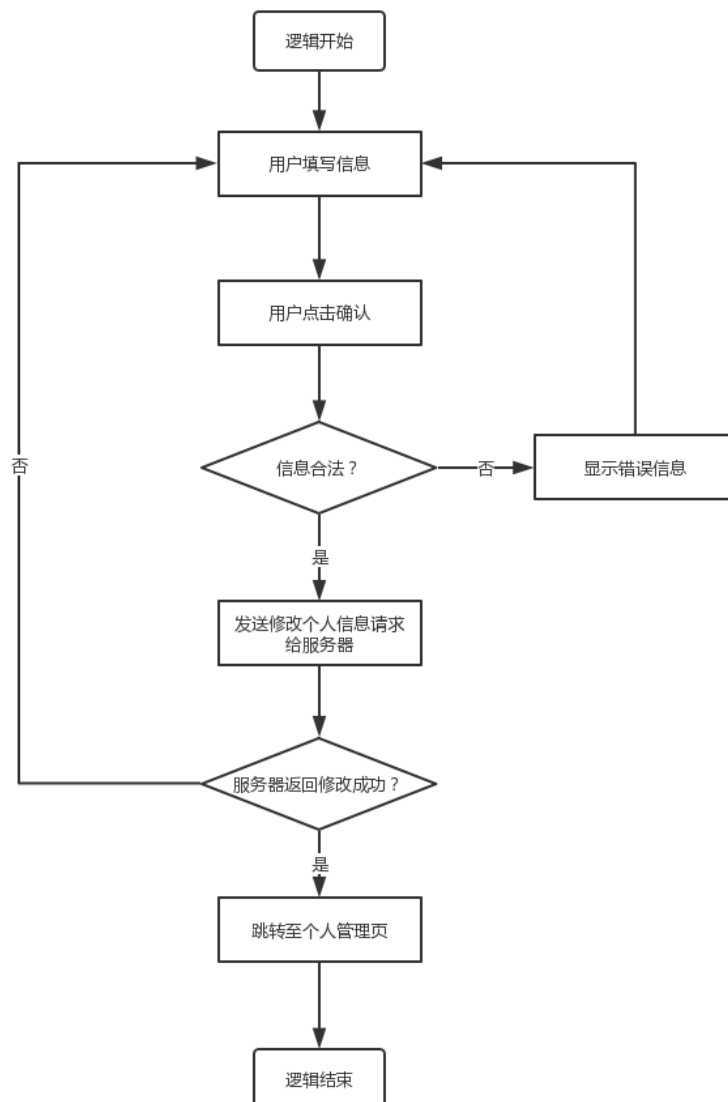 逻辑开始
用户填写信息
用户点击确认
信息合法？
否
显示错误信息
否
是
发送修改个人信息请求
给服务器
服务器返回修改成功？
是
跳转至个人管理页
逻辑结束